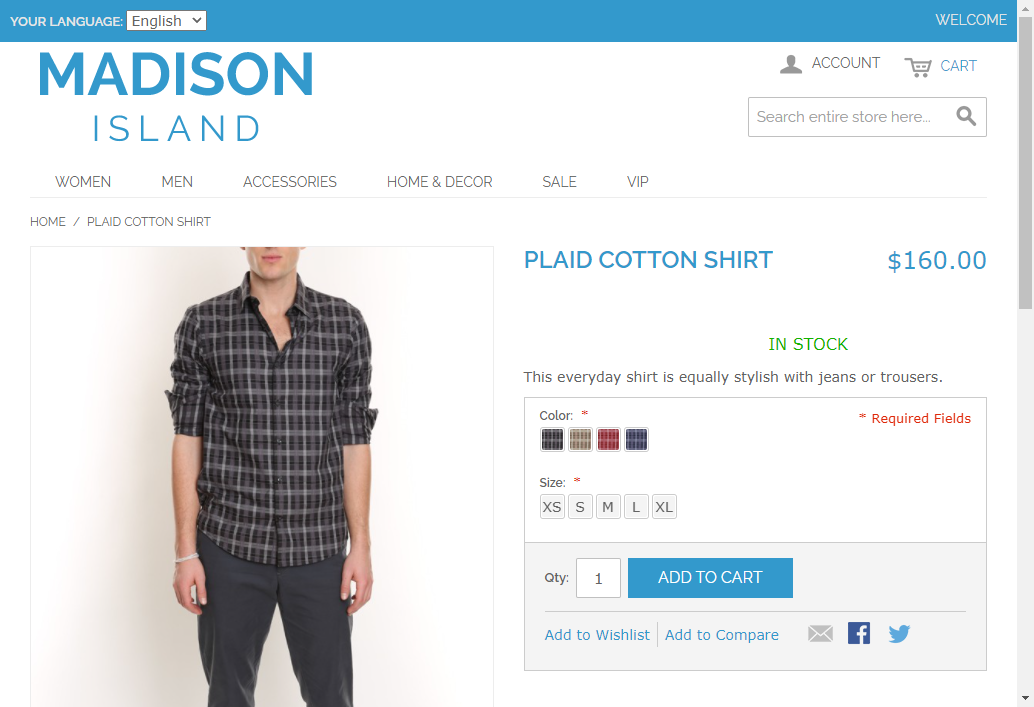 YOUR LANGUAGE: English
WELCOME
MADISON
ISLAND
ACCOUNT
CART
Search entire store here...
WOMEN
MEN
ACCESSORIES
HOME & DECOR
SALE
VIP
HOME / PLAID COTTON SHIRT
PLAID COTTON SHIRT
$160.00
IN STOCK
This everyday shirt is equally stylish with jeans or trousers.
Color: *
* Required Fields
Size: *
XS S M L XL
Qty: 1
ADD TO CART
Add to Wishlist
Add to Compare